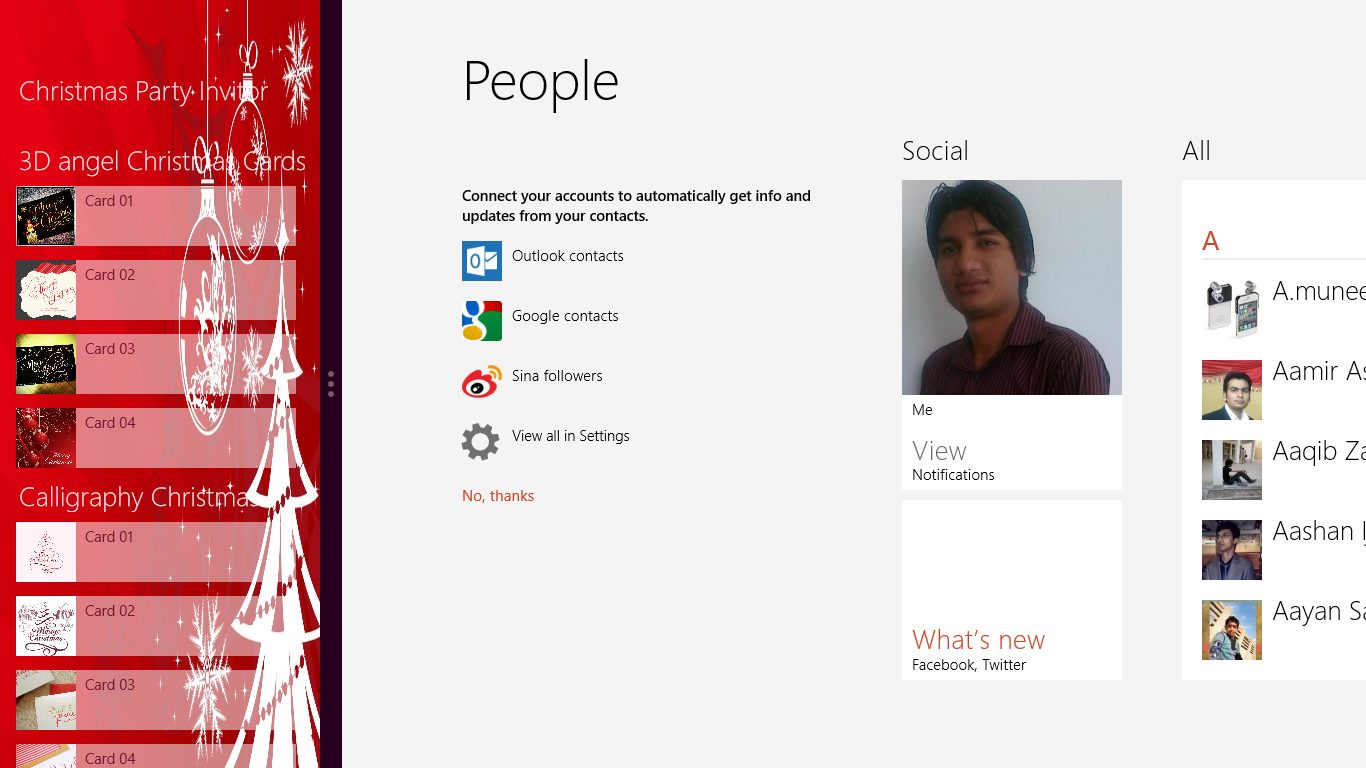 Christmas Party Invitor
3D angel Christmas Cards
Card 01
Card 02
Card 03
Card 04
Calligraphy Christmas
Card 01
Card 02
Merry
Christmas
Card 03
Card 04
People
Connect your accounts to automatically get info and
updates from your contacts.
Outlook contacts
Google contacts
Sina followers
View all in Settings
No, thanks
Social
Me
View
Notifications
What's new
Facebook, Twitter
All
A
A.munee
Aamir As
Aaqib Za
Aashan I
Aayan Sa